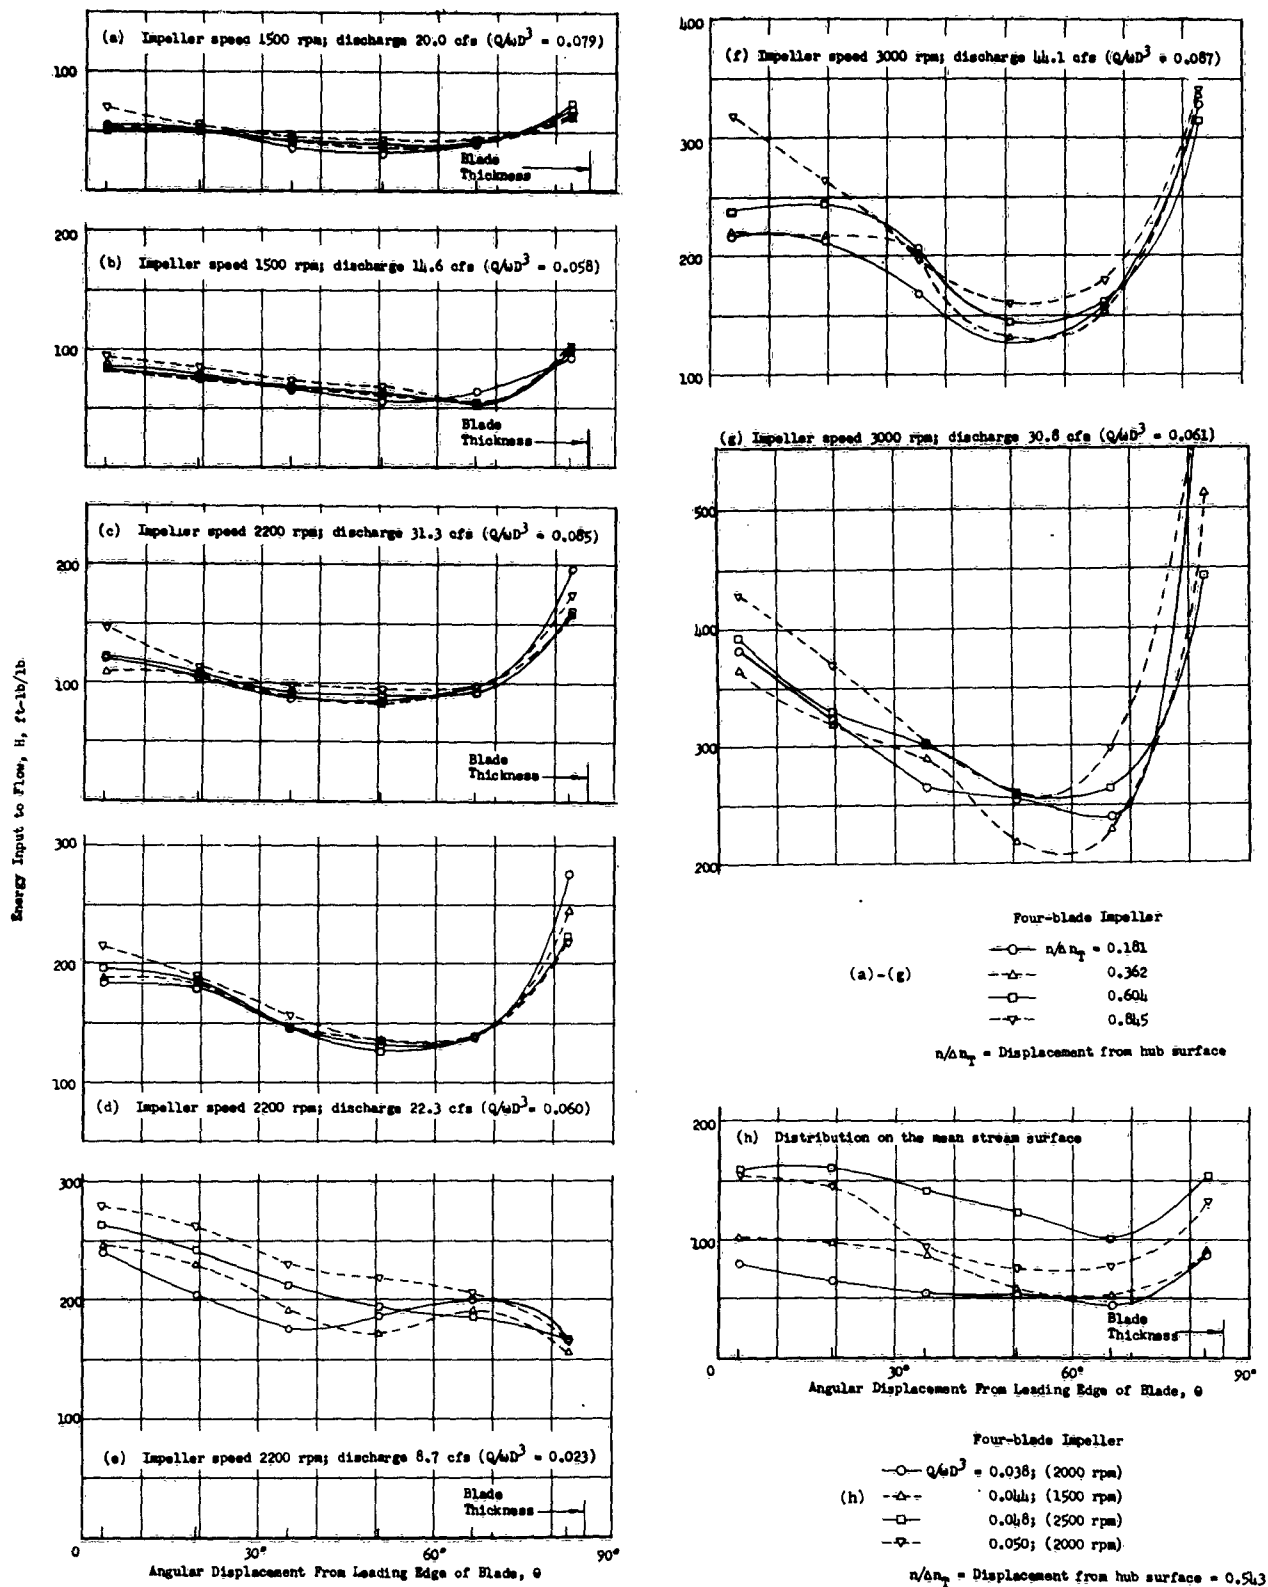 (a) Impeller speed 1500 rpm; discharge 20.0 cfs (Q/ωD³ = 0.079)
100
Blade
Thickness
200
(b) Impeller speed 1500 rpm; discharge 14.6 cfs (Q/ωD³ = 0.058)
100
Blade
Thickness
(c) Impeller speed 2200 rpm; discharge 31.3 cfs (Q/ωD³ = 0.085)
200
100
Blade
Thickness
Energy Input to Flow, H, ft-lb/lb
300
200
100
(d) Impeller speed 2200 rpm; discharge 22.3 cfs (Q/ωD³= 0.060)
300
200
100
(e) Impeller speed 2200 rpm; discharge 8.7 cfs (Q/ωD³ = 0.023)
Blade
Thickness
0 30° 60° 90°
Angular Displacement From Leading Edge of Blade, θ
400
(f) Impeller speed 3000 rpm; discharge 44.1 cfs (Q/ωD³ = 0.087)
300
200
100
(g) Impeller speed 3000 rpm; discharge 30.8 cfs (Q/ωD³ = 0.061)
500
400
300
200
Four-blade Impeller
n/Δn_T = 0.181
(a)-(g) 0.362
0.604
0.845
n/Δn_T = Displacement from hub surface
200
(h) Distribution on the mean stream surface
100
Blade
Thickness
0 30° 60° 90°
Angular Displacement From Leading Edge of Blade, θ
Four-blade Impeller
Q/ωD³ = 0.038; (2000 rpm)
(h) 0.044; (1500 rpm)
0.048; (2500 rpm)
0.050; (2000 rpm)
n/Δn_T = Displacement from hub surface = 0.543